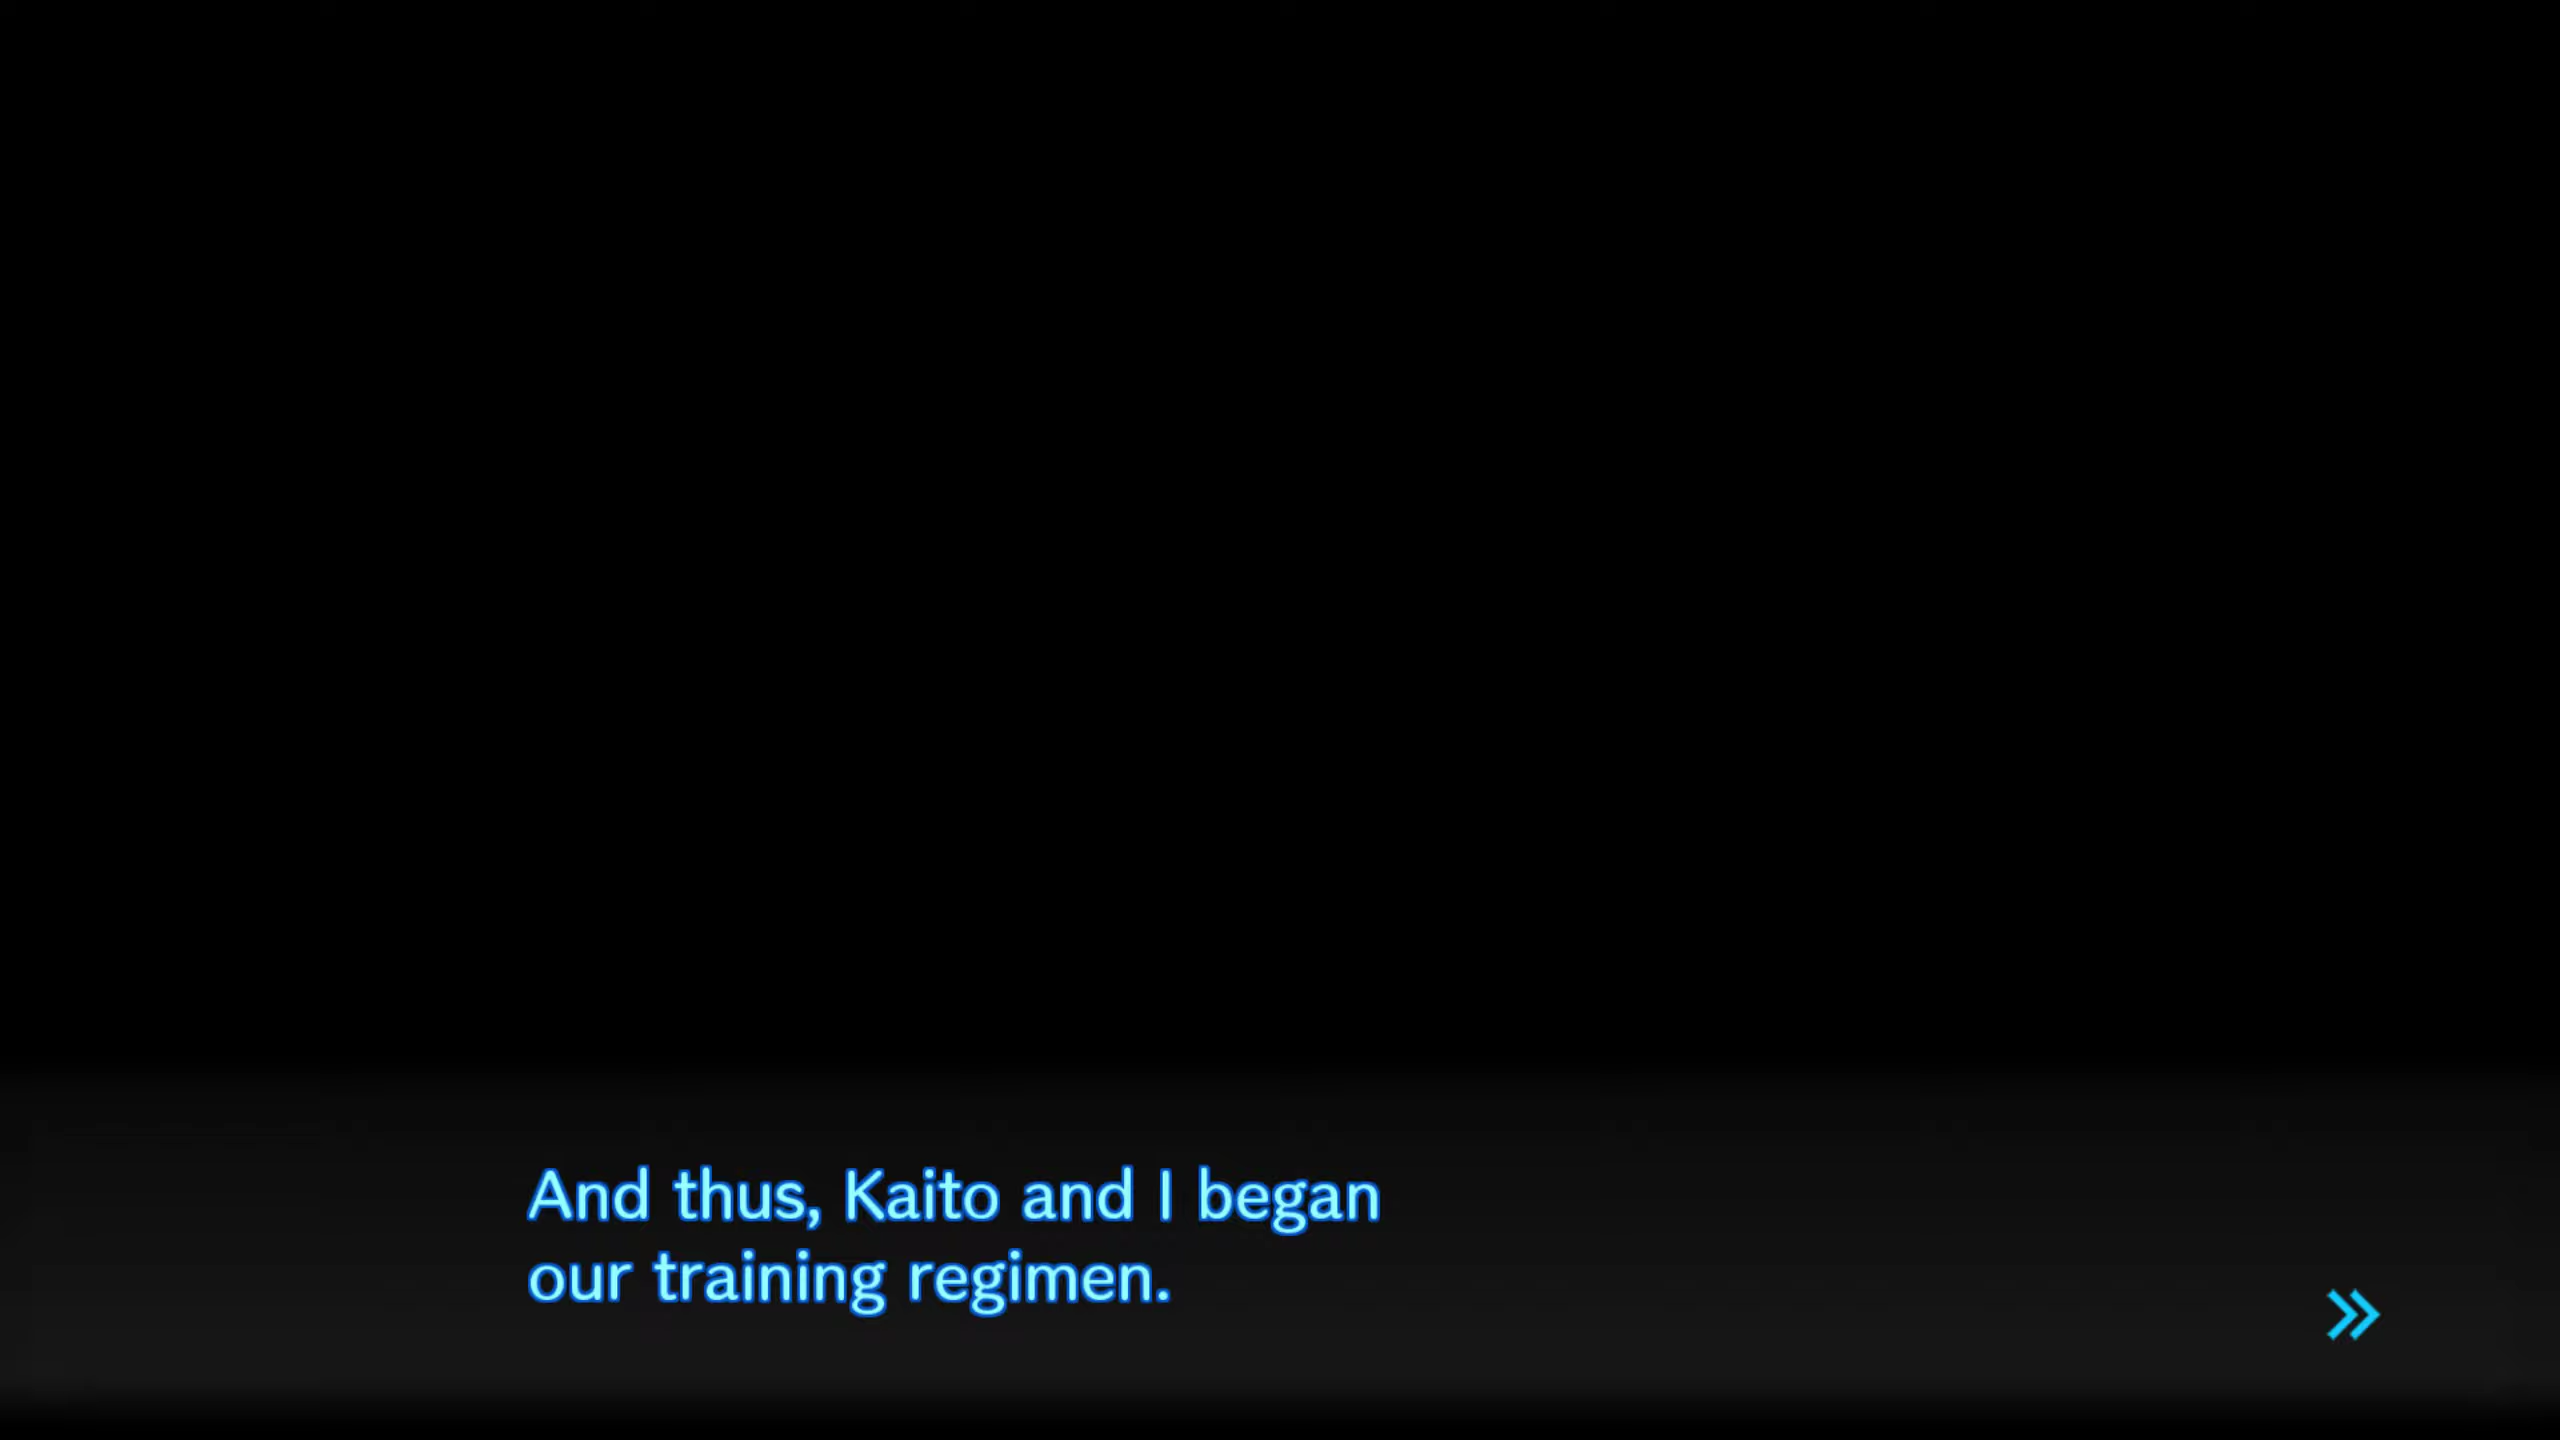 And thus, Kaito and I began
our training regimen.